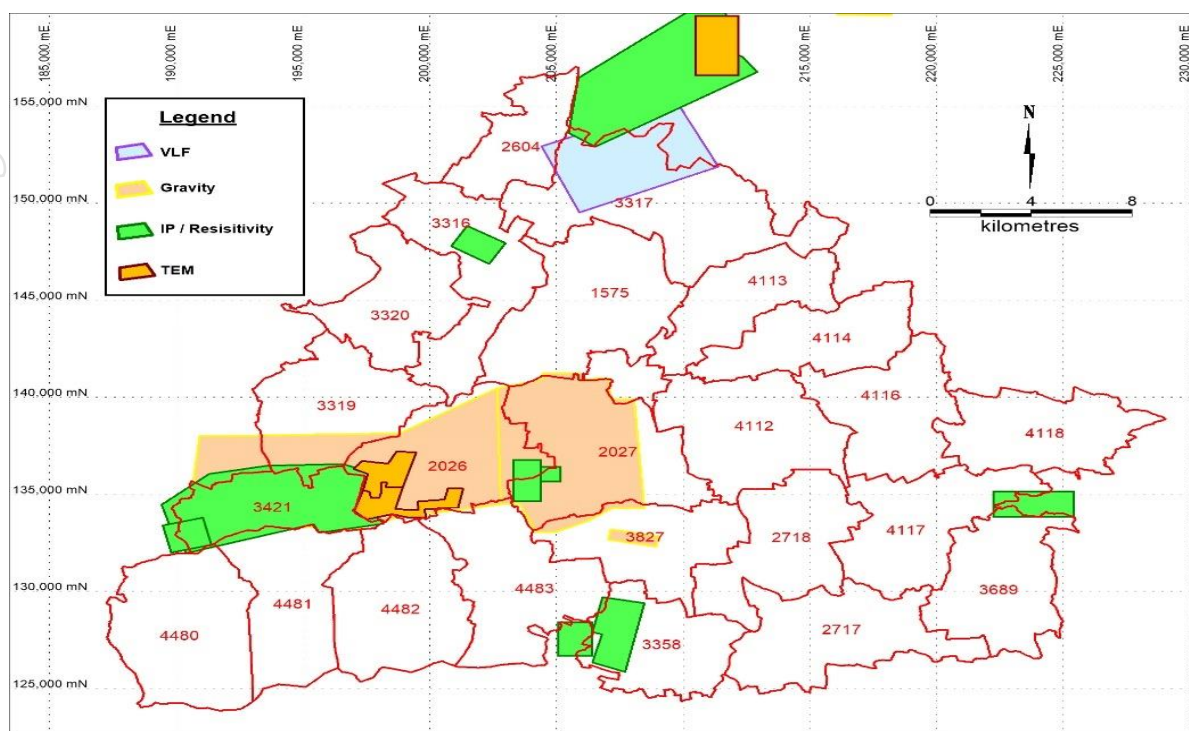 185,000 mE
190,000 mE
195,000 mE
200,000 mE
205,000 mE
215,000 mE
220,000 mE
225,000 mE
230,000 mE
155,000 mN
150,000 mN
145,000 mN
140,000 mN
135,000 mN
130,000 mN
125,000 mN
Legend
VLF
Gravity
IP / Resisitivity
TEM
N
0 4 8
kilometres
2604
3317
3316
1575
4113
3320
4114
3319
4116
4112
4118
2026
2027
3421
3827
2718
4117
4483
3689
4481
4482
4480
3358
2717